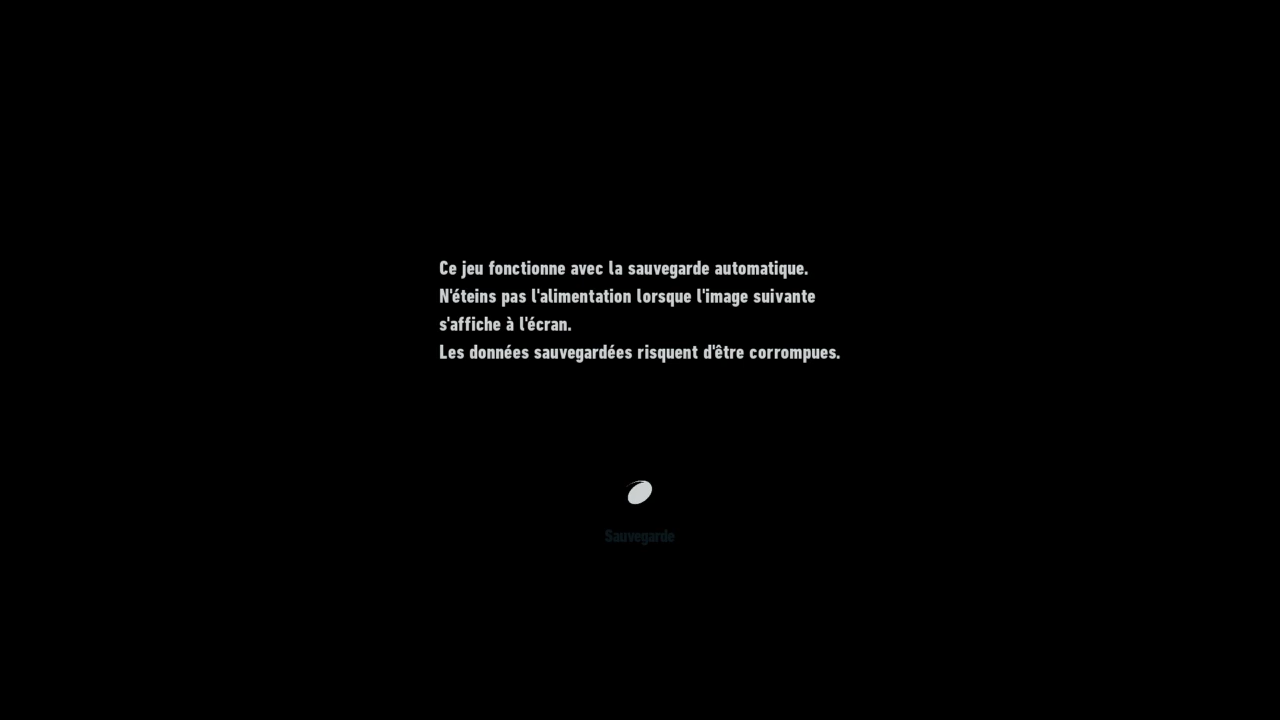 Ce jeu fonctionne avec la sauvegarde automatique.
N'éteins pas l'alimentation lorsque l'image suivante
s'affiche à l'écran.
Les données sauvegardées risquent d'être corrompues.
Sauvegarde